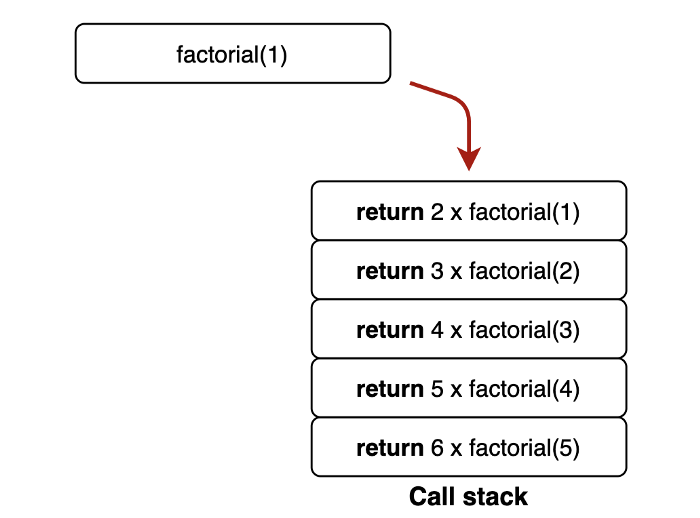 factorial(1)
return 2 x factorial(1)
return 3 x factorial(2)
return 4 x factorial(3)
return 5 x factorial(4)
return 6 x factorial(5)
Call stack